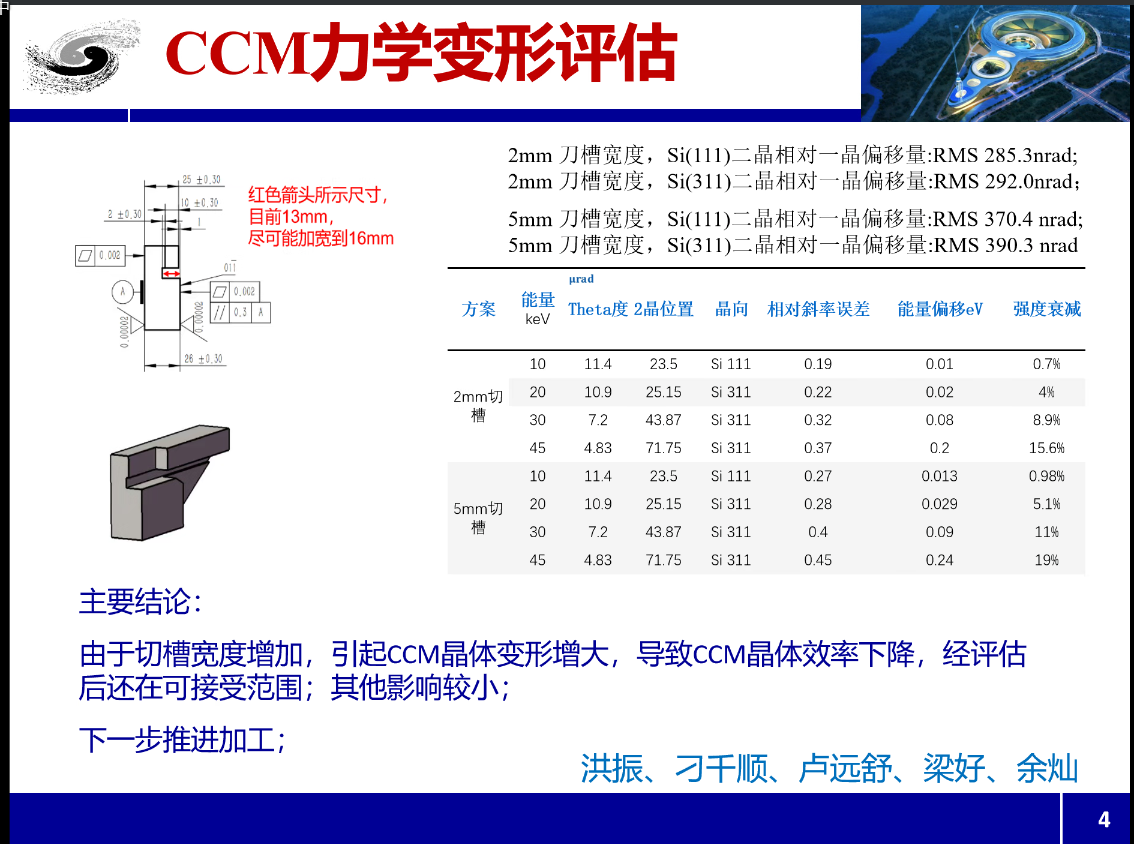 CCM力学变形评估
2mm 刀槽宽度，Si(111)二晶相对一晶偏移量:RMS 285.3nrad;
2mm 刀槽宽度，Si(311)二晶相对一晶偏移量:RMS 292.0nrad；
5mm 刀槽宽度，Si(111)二晶相对一晶偏移量:RMS 370.4 nrad;
5mm 刀槽宽度，Si(311)二晶相对一晶偏移量:RMS 390.3 nrad
25 ±0.30
10 ±0.30
2 ±0.30
1
0.002
01Ī
A
0.002
0.3 A
0.00002
0.00002
26 ±0.30
红色箭头所示尺寸，
目前13mm，
尽可能加宽到16mm
μrad
方案 能量 keV Theta度 2晶位置 晶向 相对斜率误差 能量偏移eV 强度衰减
2mm切槽
10 11.4 23.5 Si 111 0.19 0.01 0.7%
20 10.9 25.15 Si 311 0.22 0.02 4%
30 7.2 43.87 Si 311 0.32 0.08 8.9%
45 4.83 71.75 Si 311 0.37 0.2 15.6%
5mm切槽
10 11.4 23.5 Si 111 0.27 0.013 0.98%
20 10.9 25.15 Si 311 0.28 0.029 5.1%
30 7.2 43.87 Si 311 0.4 0.09 11%
45 4.83 71.75 Si 311 0.45 0.24 19%
主要结论：
由于切槽宽度增加，引起CCM晶体变形增大，导致CCM晶体效率下降，经评估
后还在可接受范围；其他影响较小；
下一步推进加工；
洪振、刁千顺、卢远舒、梁好、余灿
4